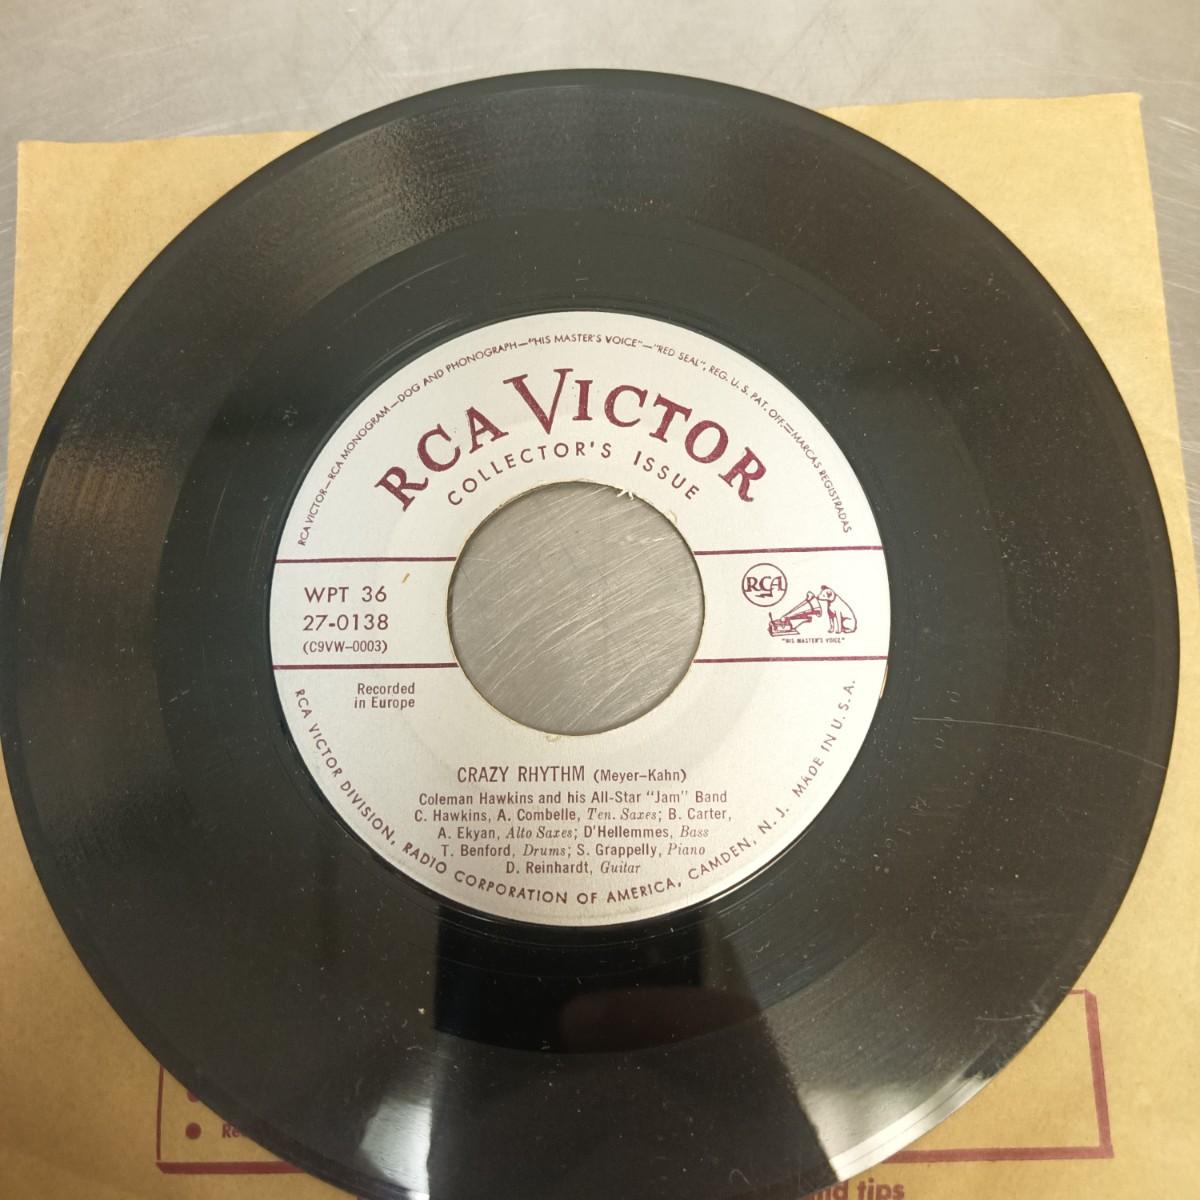 RCA VICTOR—RCA MONOGRAM—DOG AND PHONOGRAPH—"HIS MASTER'S VOICE"—"RED SEAL", REG. U. S. PAT. OFF.—MARCAS REGISTRADAS
RCA VICTOR
COLLECTOR'S ISSUE
WPT 36
27-0138
(C9VW–0003)
RCA
"HIS MASTER'S VOICE"
Recorded
in Europe
CRAZY RHYTHM (Meyer–Kahn)
Coleman Hawkins and his All-Star "Jam" Band
C. Hawkins, A. Combelle, Ten. Saxes; B. Carter,
A. Ekyan, Alto Saxes; D'Hellemmes, Bass
T. Benford, Drums; S. Grappelly, Piano
D. Reinhardt, Guitar
RCA VICTOR DIVISION, RADIO CORPORATION OF AMERICA, CAMDEN, N. J. MADE IN U. S. A.
and tips